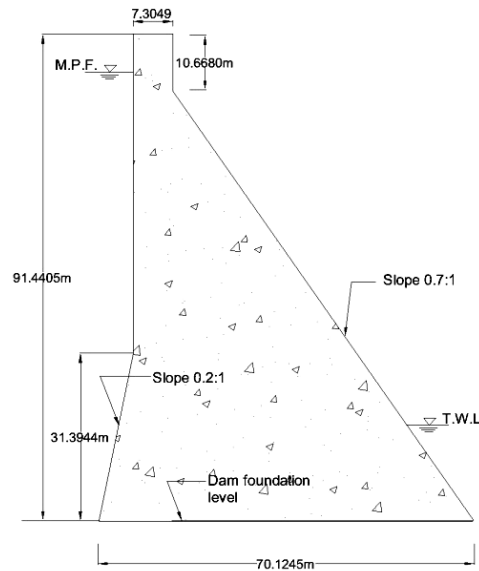 7.3049
M.P.F.
10.6680m
91.4405m
Slope 0.7:1
Slope 0.2:1
T.W.L
31.3944m
Dam foundation
level
70.1245m